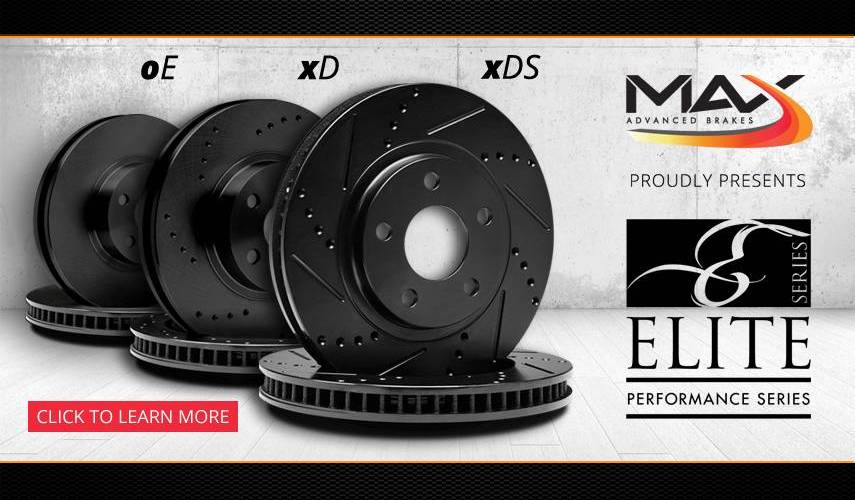 oE
xD
xDS
MAX
ADVANCED BRAKES
PROUDLY PRESENTS
E
SERIES
ELITE
PERFORMANCE SERIES
CLICK TO LEARN MORE